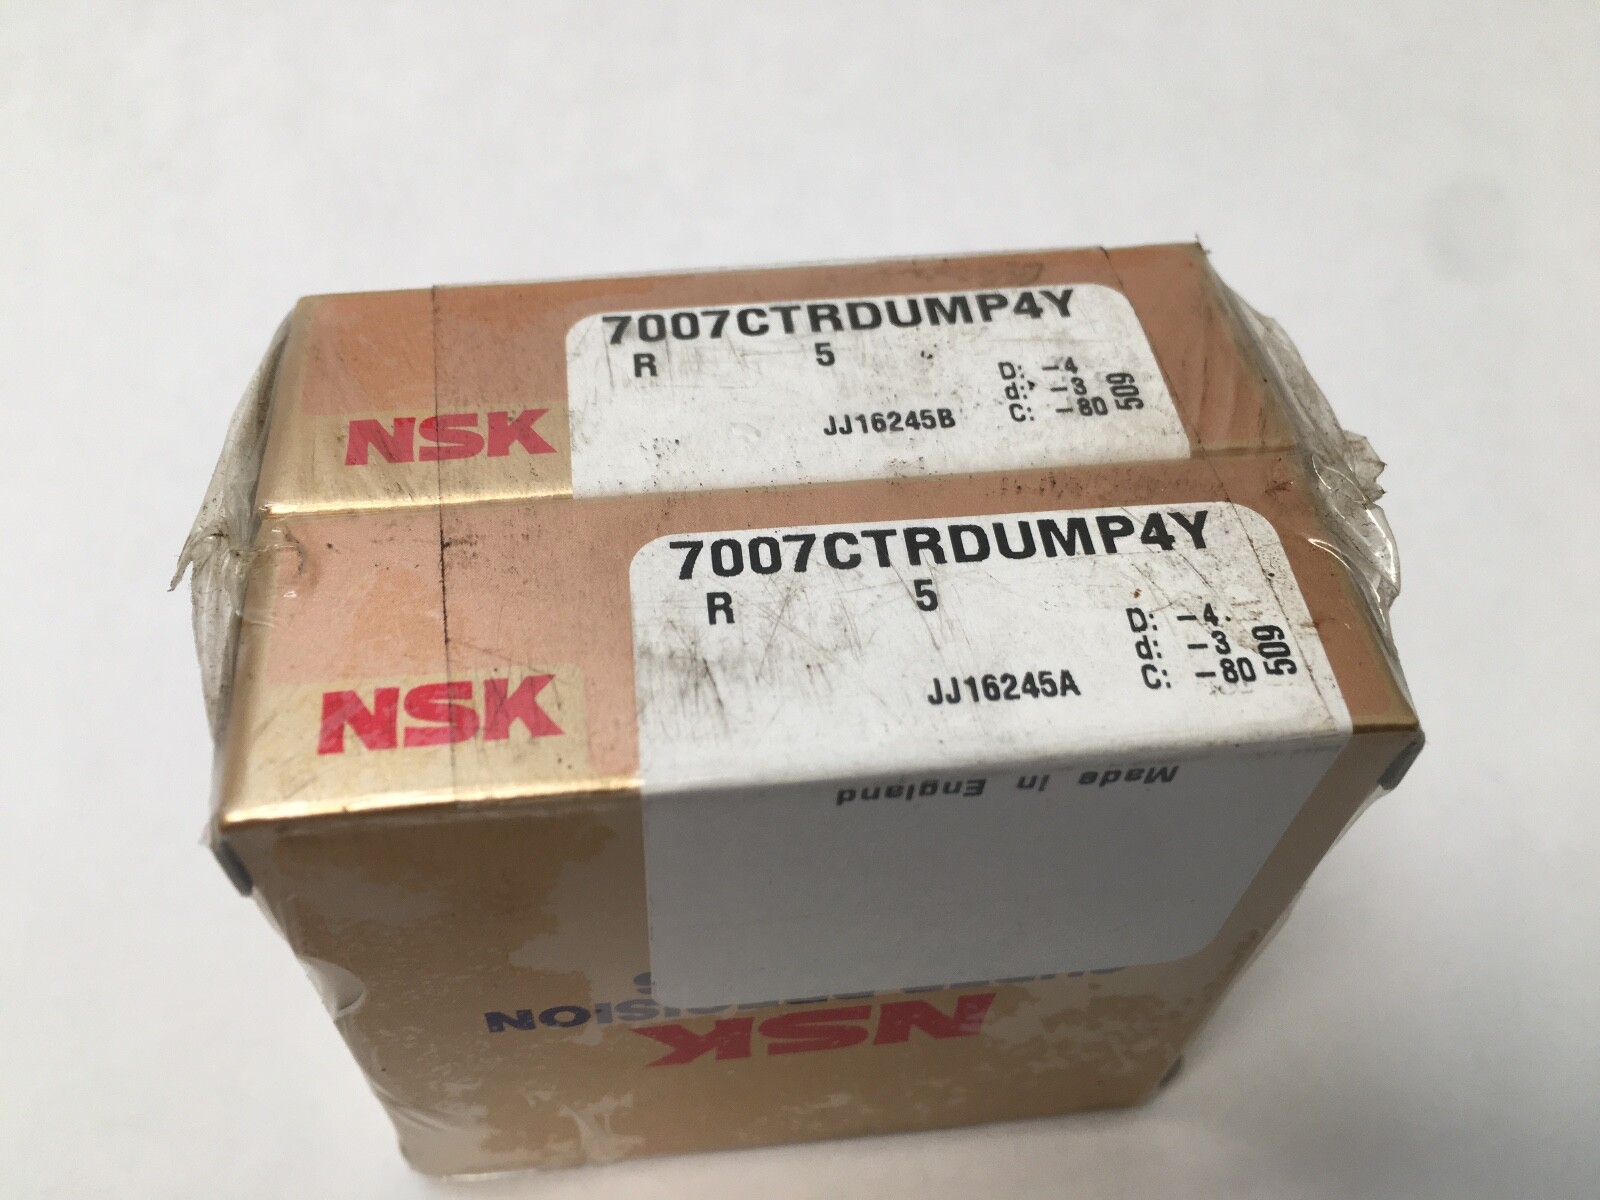 7007CTRDUMP4Y
R 5
D: -4
d: -3
C: -80
509
JJ16245B
NSK
7007CTRDUMP4Y
R 5
D: -4
d: -3
C: -80
509
JJ16245A
NSK
Made in England
NSK